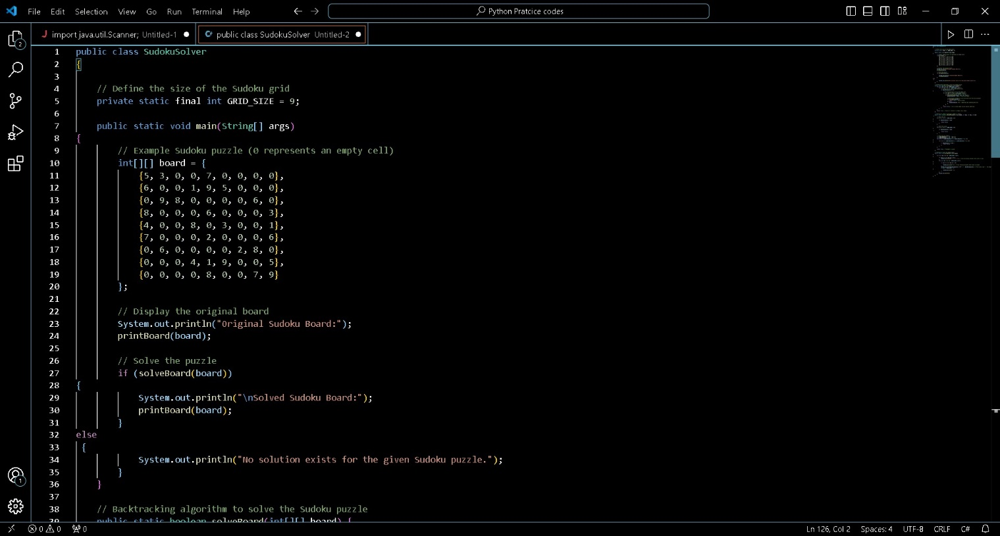 File Edit Selection View Go Run Terminal Help Python Pratcice codes
2 import java.util.Scanner; Untitled-1 public class SudokuSolver Untitled-2
1 public class SudokuSolver
2 {
3
4 // Define the size of the Sudoku grid
5 private static final int GRID_SIZE = 9;
6
7 public static void main(String[] args)
8 {
9 // Example Sudoku puzzle (0 represents an empty cell)
10 int[][] board = {
11 {5, 3, 0, 0, 7, 0, 0, 0, 0},
12 {6, 0, 0, 1, 9, 5, 0, 0, 0},
13 {0, 9, 8, 0, 0, 0, 0, 6, 0},
14 {8, 0, 0, 0, 6, 0, 0, 0, 3},
15 {4, 0, 0, 8, 0, 3, 0, 0, 1},
16 {7, 0, 0, 0, 2, 0, 0, 0, 6},
17 {0, 6, 0, 0, 0, 0, 2, 8, 0},
18 {0, 0, 0, 4, 1, 9, 0, 0, 5},
19 {0, 0, 0, 0, 8, 0, 0, 7, 9}
20 };
21
22 // Display the original board
23 System.out.println("Original Sudoku Board:");
24 printBoard(board);
25
26 // Solve the puzzle
27 if (solveBoard(board))
28 {
29 System.out.println("\nSolved Sudoku Board:");
30 printBoard(board);
31 }
32 else
33 {
34 System.out.println("No solution exists for the given Sudoku puzzle.");
35 }
36 }
37
38 // Backtracking algorithm to solve the Sudoku puzzle
39 public static boolean solveBoard(int[][] board) {
1
0 0 0 Ln 126, Col 2 Spaces: 4 UTF-8 CRLF C#